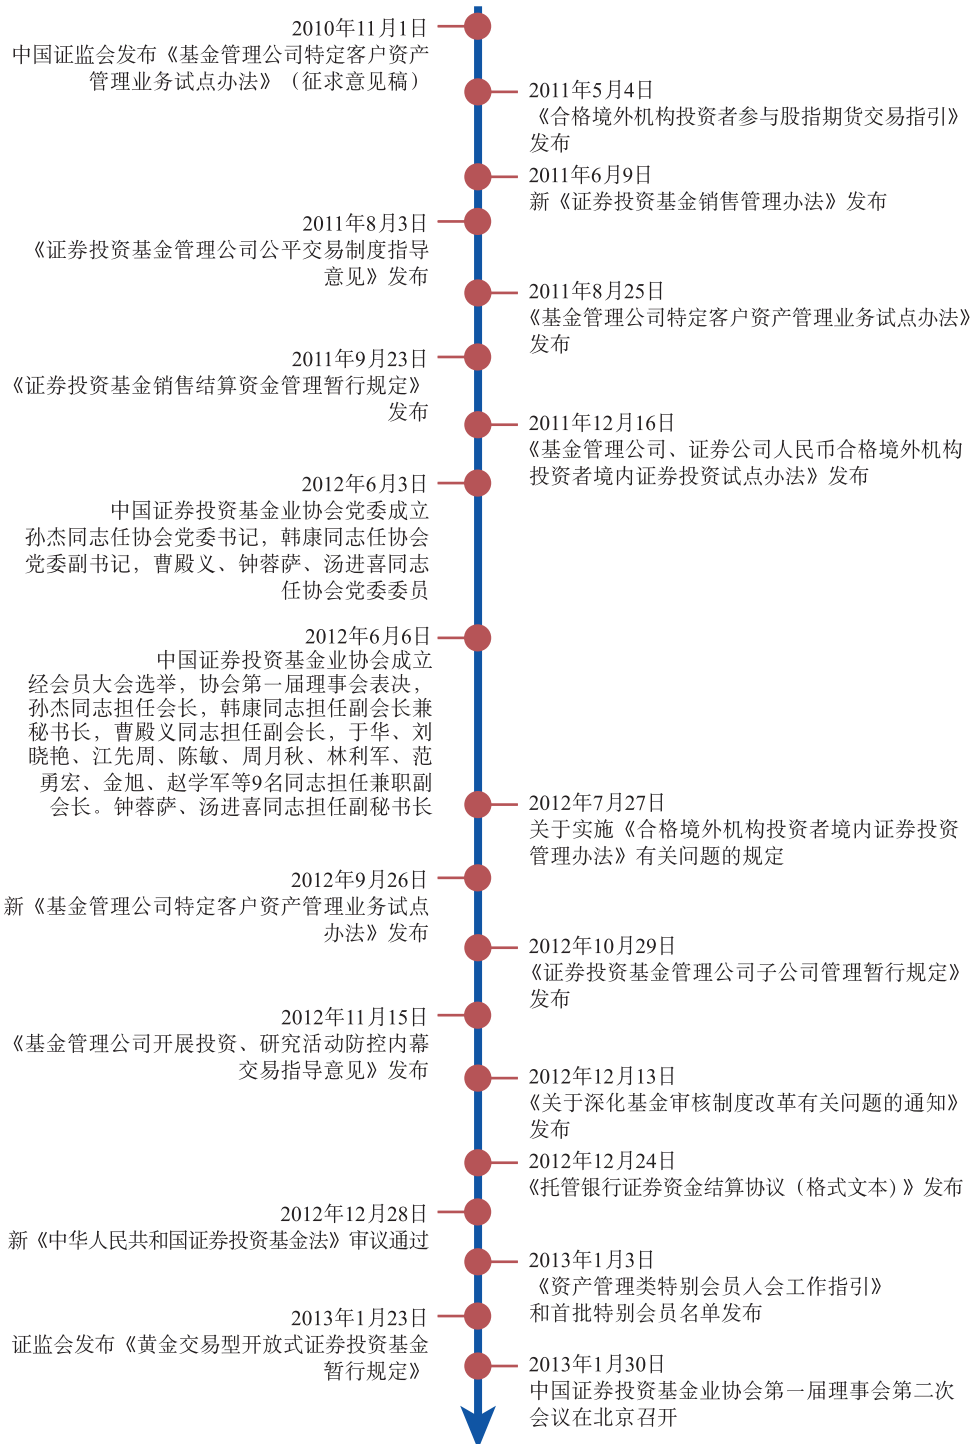 2010年11月1日
中国证监会发布《基金管理公司特定客户资产
管理业务试点办法》（征求意见稿）
2011年5月4日
《合格境外机构投资者参与股指期货交易指引》
发布
2011年6月9日
新《证券投资基金销售管理办法》发布
2011年8月3日
《证券投资基金管理公司公平交易制度指导
意见》发布
2011年8月25日
《基金管理公司特定客户资产管理业务试点办法》
发布
2011年9月23日
《证券投资基金销售结算资金管理暂行规定》
发布
2011年12月16日
《基金管理公司、证券公司人民币合格境外机构
投资者境内证券投资试点办法》发布
2012年6月3日
中国证券投资基金业协会党委成立
孙杰同志任协会党委书记，韩康同志任协会
党委副书记，曹殿义、钟蓉萨、汤进喜同志
任协会党委委员
2012年6月6日
中国证券投资基金业协会成立
经会员大会选举，协会第一届理事会表决，
孙杰同志担任会长，韩康同志担任副会长兼
秘书长，曹殿义同志担任副会长，于华、刘
晓艳、江先周、陈敏、周月秋、林利军、范
勇宏、金旭、赵学军等9名同志担任兼职副
会长。钟蓉萨、汤进喜同志担任副秘书长
2012年7月27日
关于实施《合格境外机构投资者境内证券投资
管理办法》有关问题的规定
2012年9月26日
新《基金管理公司特定客户资产管理业务试点
办法》发布
2012年10月29日
《证券投资基金管理公司子公司管理暂行规定》
发布
2012年11月15日
《基金管理公司开展投资、研究活动防控内幕
交易指导意见》发布
2012年12月13日
《关于深化基金审核制度改革有关问题的通知》
发布
2012年12月24日
《托管银行证券资金结算协议（格式文本）》发布
2012年12月28日
新《中华人民共和国证券投资基金法》审议通过
2013年1月3日
《资产管理类特别会员入会工作指引》
和首批特别会员名单发布
2013年1月23日
证监会发布《黄金交易型开放式证券投资基金
暂行规定》
2013年1月30日
中国证券投资基金业协会第一届理事会第二次
会议在北京召开